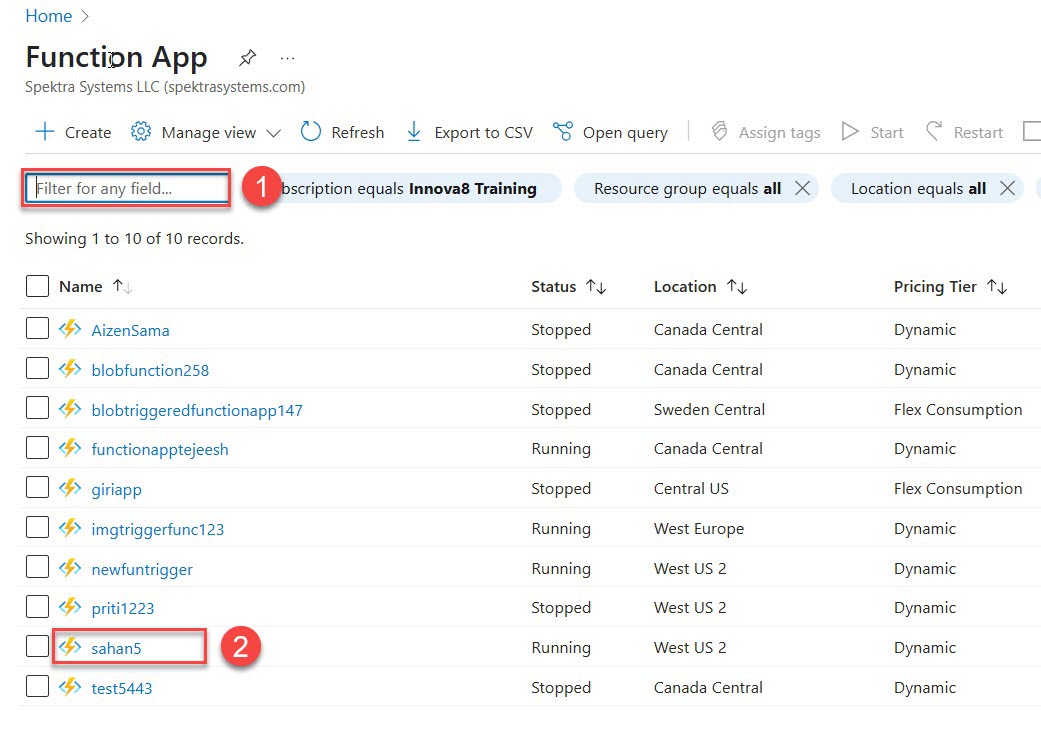 Home
Function App
Spektra Systems LLC (spektrasystems.com)
Create Manage view Refresh Export to CSV Open query Assign tags Start Restart
Filter for any field... 1 bscription equals Innova8 Training Resource group equals all Location equals all
Showing 1 to 10 of 10 records.
Name Status Location Pricing Tier
AizenSama Stopped Canada Central Dynamic
blobfunction258 Stopped Canada Central Dynamic
blobtriggeredfunctionapp147 Stopped Sweden Central Flex Consumption
functionapptejeesh Running Canada Central Dynamic
giriapp Stopped Central US Flex Consumption
imgtriggerfunc123 Running West Europe Dynamic
newfuntrigger Running West US 2 Dynamic
priti1223 Stopped West US 2 Dynamic
sahan5 2 Running West US 2 Dynamic
test5443 Stopped Canada Central Dynamic